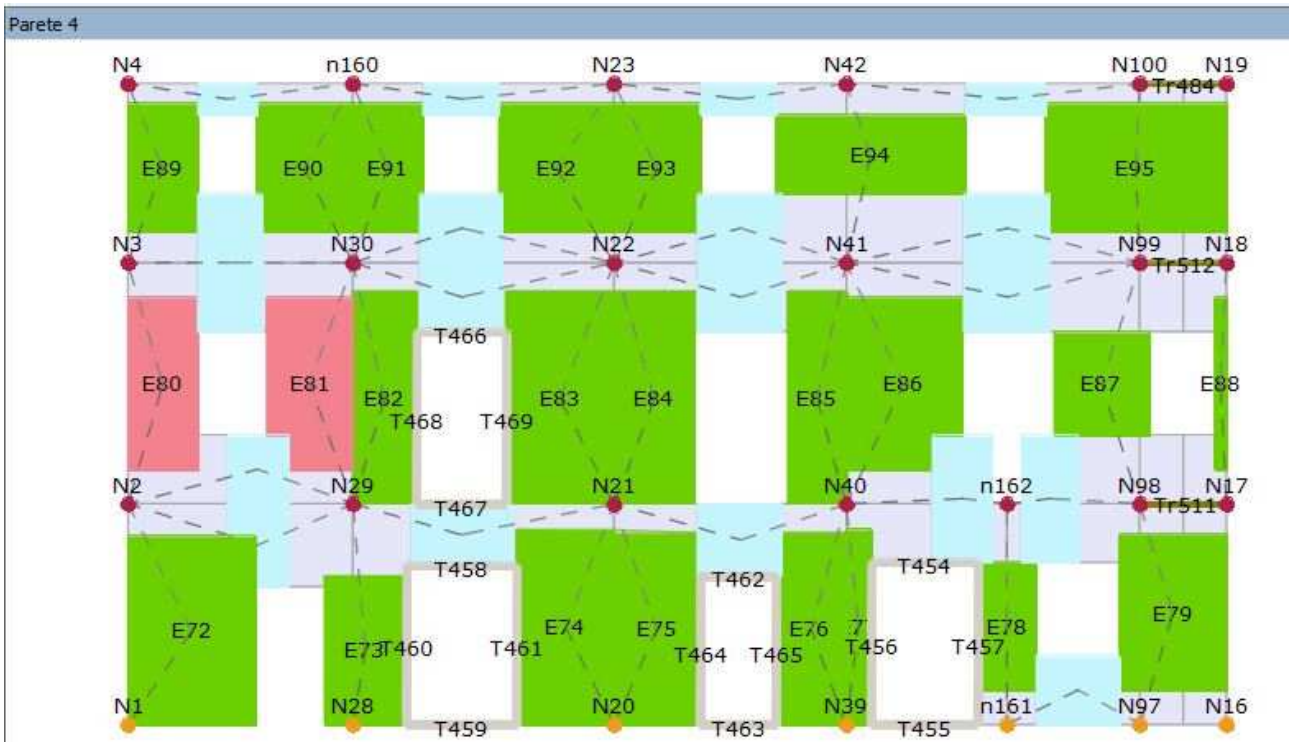 Parete 4
N4 n160 N23 N42 N100 N19
Tr484
E89 E90 E91 E92 E93 E94 E95
N3 N30 N22 N41 N99 N18
Tr512
T466
E80 E81 E82 E83 E84 E85 E86 E87 E88
T468 T469
N2 N29 T467 N21 N40 n162 N98 N17
Tr511
T458 T462 T454
E72 E73 T460 T461 E74 E75 T464 T465 E76 T456 T457 E78 E79
N1 N28 T459 N20 T463 N39 T455 n161 N97 N16